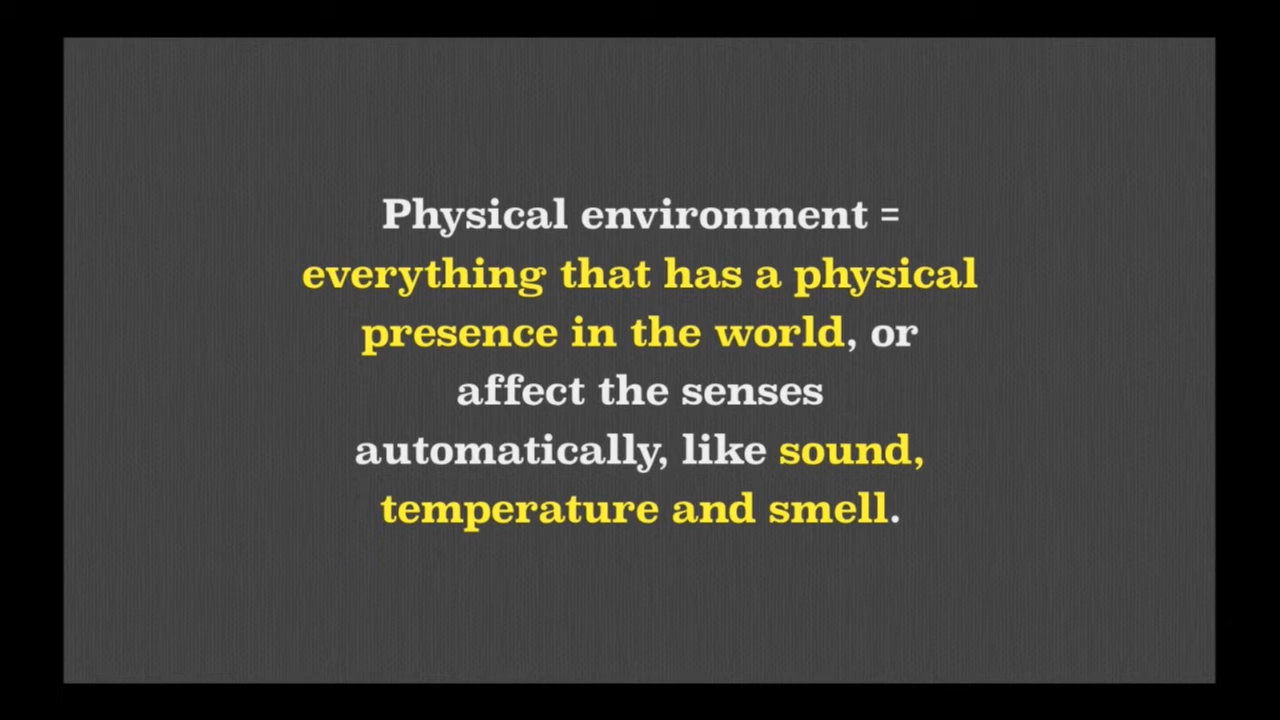 Physical environment =
everything that has a physical
presence in the world, or
affect the senses
automatically, like sound,
temperature and smell.